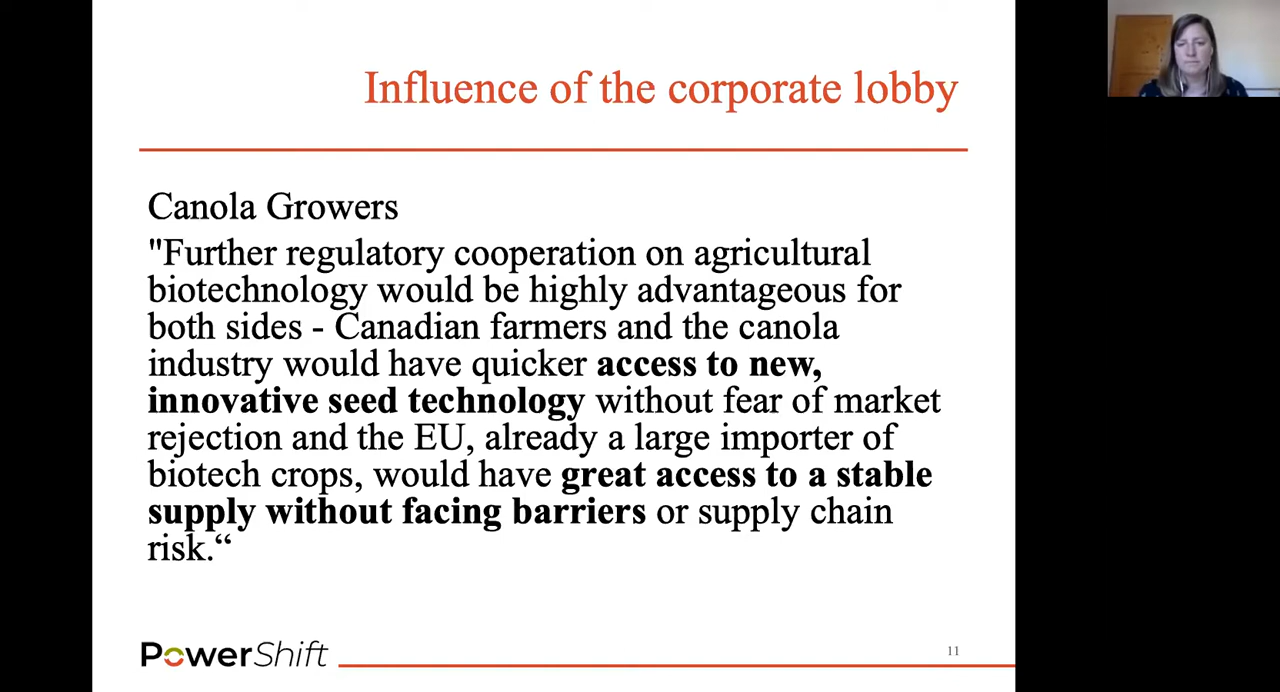 Influence of the corporate lobby
Canola Growers
"Further regulatory cooperation on agricultural
biotechnology would be highly advantageous for
both sides - Canadian farmers and the canola
industry would have quicker access to new,
innovative seed technology without fear of market
rejection and the EU, already a large importer of
biotech crops, would have great access to a stable
supply without facing barriers or supply chain
risk.“
PowerShift
11